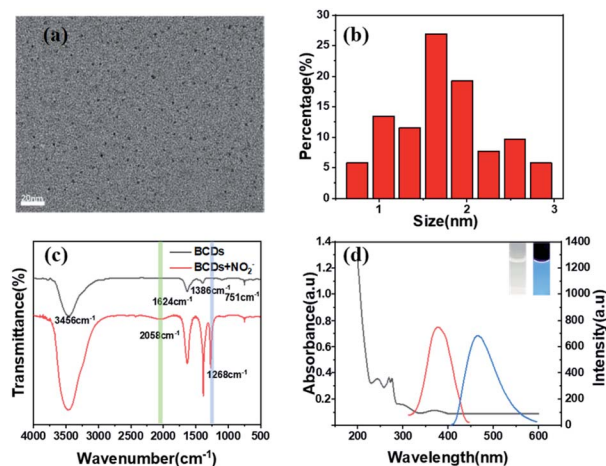 (a)
20nm
(b)
Percentage(%)
30
25
20
15
10
5
0
1
2
3
Size(nm)
(c)
BCDs
BCDs+NO₂⁻
Transmittance(%)
3456cm⁻¹
1624cm⁻¹
1386cm⁻¹
751cm⁻¹
2058cm⁻¹
1268cm⁻¹
4000 3500 3000 2500 2000 1500 1000 500
Wavenumber(cm⁻¹)
(d)
Absorbance(a.u)
1.4
1.2
1.0
0.8
0.6
0.4
0.2
Intensity(a.u)
1400
1200
1000
800
600
400
200
0
200 300 400 500 600
Wavelength(nm)